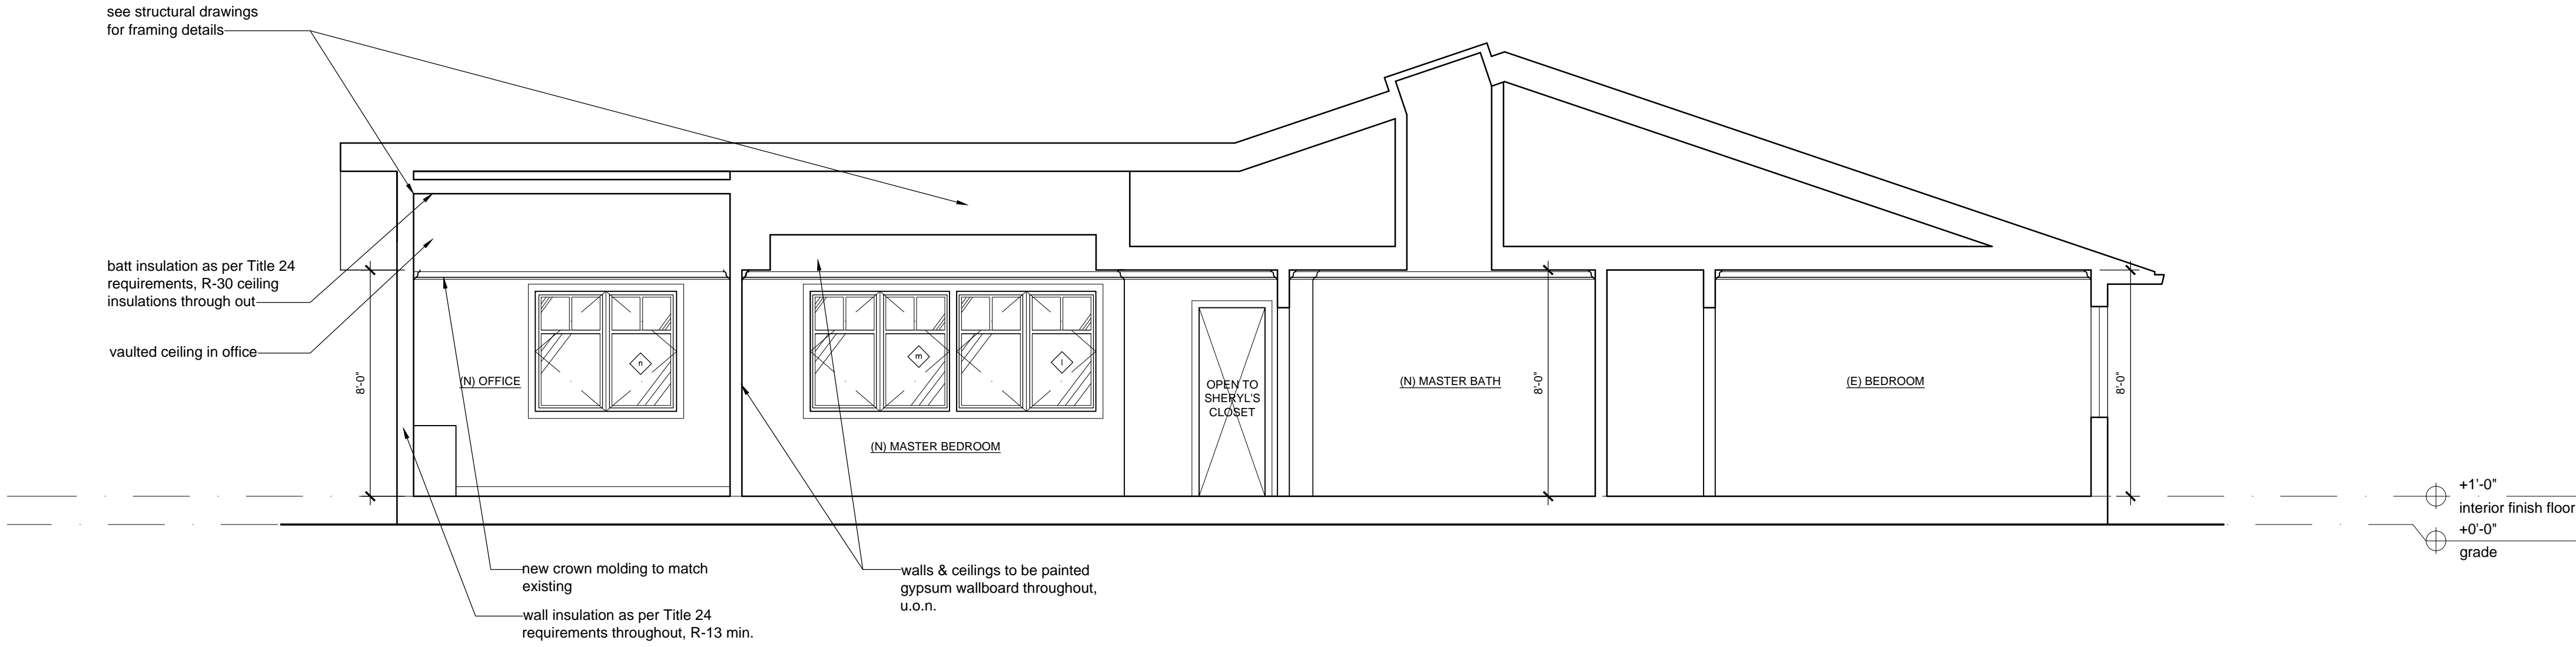 see structural drawings
for framing details
batt insulation as per Title 24
requirements, R-30 ceiling
insulations through out
vaulted ceiling in office
8'-0"
(N) OFFICE
n
m
l
(N) MASTER BEDROOM
OPEN TO
SHERYL'S
CLOSET
(N) MASTER BATH
8'-0"
(E) BEDROOM
8'-0"
+1'-0"
interior finish floor
+0'-0"
grade
new crown molding to match
existing
wall insulation as per Title 24
requirements throughout, R-13 min.
walls & ceilings to be painted
gypsum wallboard throughout,
u.o.n.